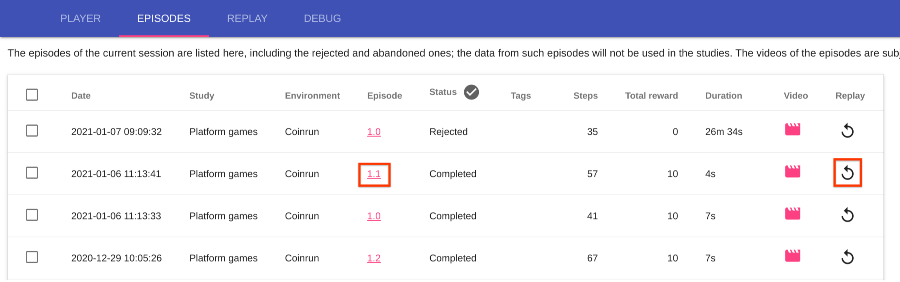 PLAYER EPISODES REPLAY DEBUG
The episodes of the current session are listed here, including the rejected and abandoned ones; the data from such episodes will not be used in the studies. The videos of the episodes are
Date Study Environment Episode Status Tags Steps Total reward Duration Video Replay
2021-01-07 09:09:32 Platform games Coinrun 1.0 Rejected 35 0 26m 34s
2021-01-06 11:13:41 Platform games Coinrun 1.1 Completed 57 10 4s
2021-01-06 11:13:33 Platform games Coinrun 1.0 Completed 41 10 7s
2020-12-29 10:05:26 Platform games Coinrun 1.2 Completed 67 10 7s